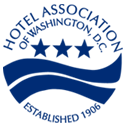 HOTEL ASSOCIATION
OF WASHINGTON, D.C.
ESTABLISHED 1906